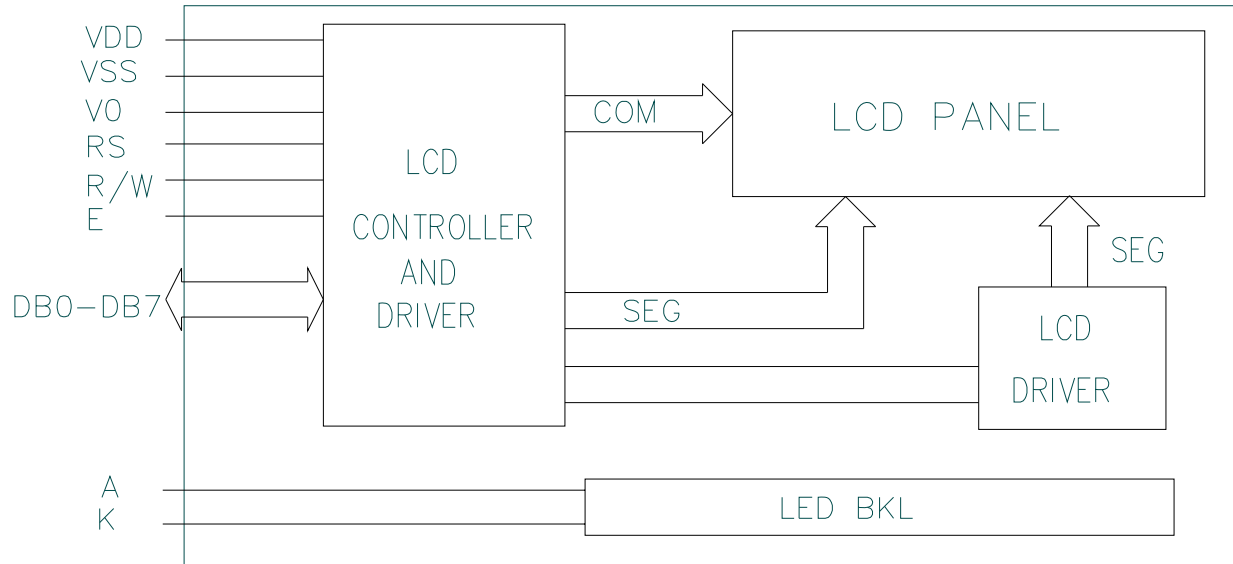 VDD
VSS
V0
RS
R/W
E
DB0-DB7
A
K
LCD
CONTROLLER
AND
DRIVER
COM
SEG
LCD PANEL
SEG
LCD
DRIVER
LED BKL